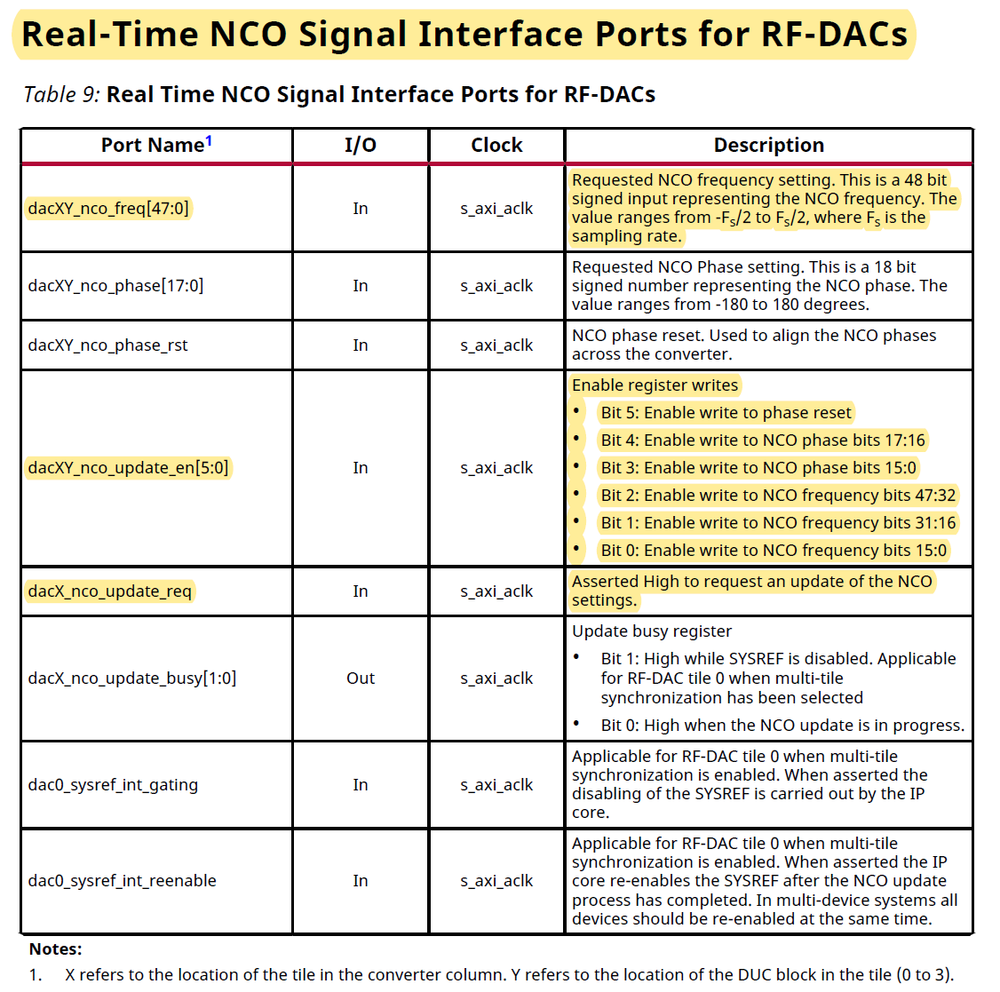 Real-Time NCO Signal Interface Ports for RF-DACs
Table 9: Real Time NCO Signal Interface Ports for RF-DACs
Port Name1 I/O Clock Description
dacXY_nco_freq[47:0] In s_axi_aclk
Requested NCO frequency setting. This is a 48 bit
signed input representing the NCO frequency. The
value ranges from -Fs/2 to Fs/2, where Fs is the
sampling rate.
dacXY_nco_phase[17:0] In s_axi_aclk
Requested NCO Phase setting. This is a 18 bit
signed number representing the NCO phase. The
value ranges from -180 to 180 degrees.
dacXY_nco_phase_rst In s_axi_aclk
NCO phase reset. Used to align the NCO phases
across the converter.
dacXY_nco_update_en[5:0] In s_axi_aclk
Enable register writes
• Bit 5: Enable write to phase reset
• Bit 4: Enable write to NCO phase bits 17:16
• Bit 3: Enable write to NCO phase bits 15:0
• Bit 2: Enable write to NCO frequency bits 47:32
• Bit 1: Enable write to NCO frequency bits 31:16
• Bit 0: Enable write to NCO frequency bits 15:0
dacX_nco_update_req In s_axi_aclk
Asserted High to request an update of the NCO
settings.
dacX_nco_update_busy[1:0] Out s_axi_aclk
Update busy register
• Bit 1: High while SYSREF is disabled. Applicable
for RF-DAC tile 0 when multi-tile
synchronization has been selected
• Bit 0: High when the NCO update is in progress.
dac0_sysref_int_gating In s_axi_aclk
Applicable for RF-DAC tile 0 when multi-tile
synchronization is enabled. When asserted the
disabling of the SYSREF is carried out by the IP
core.
dac0_sysref_int_reenable In s_axi_aclk
Applicable for RF-DAC tile 0 when multi-tile
synchronization is enabled. When asserted the IP
core re-enables the SYSREF after the NCO update
process has completed. In multi-device systems all
devices should be re-enabled at the same time.
Notes:
1. X refers to the location of the tile in the converter column. Y refers to the location of the DUC block in the tile (0 to 3).